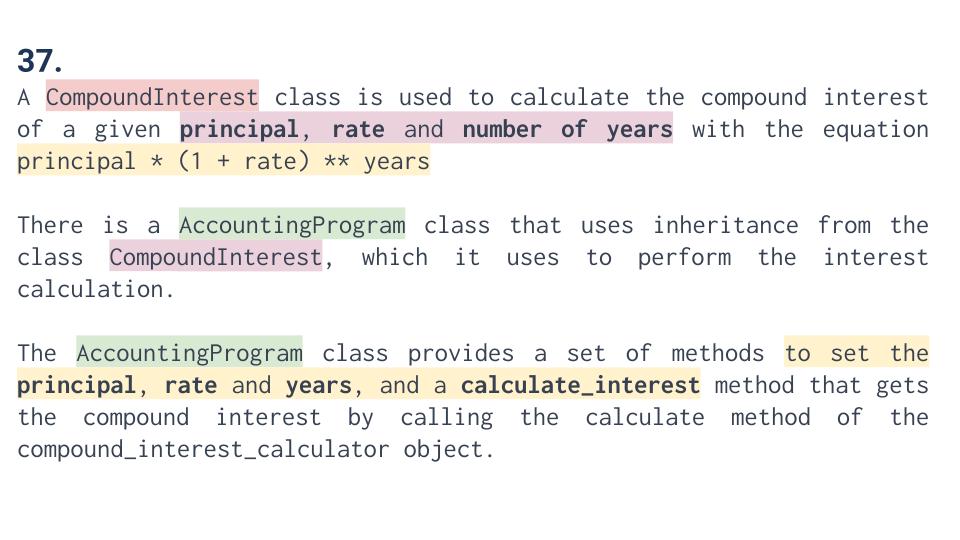 37.
A CompoundInterest class is used to calculate the compound interest
of a given principal, rate and number of years with the equation
principal * (1 + rate) ** years
There is a AccountingProgram class that uses inheritance from the
class CompoundInterest, which it uses to perform the interest
calculation.
The AccountingProgram class provides a set of methods to set the
principal, rate and years, and a calculate_interest method that gets
the compound interest by calling the calculate method of the
compound_interest_calculator object.